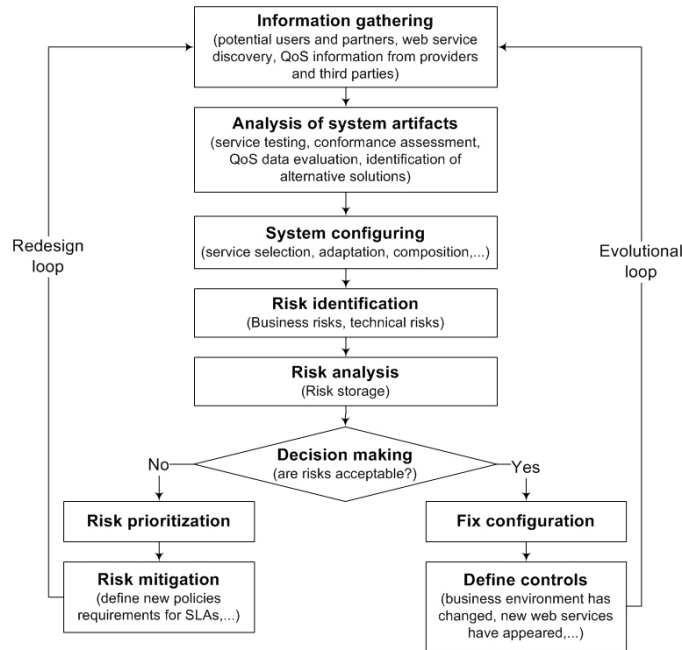 Information gathering
(potential users and partners, web service
discovery, QoS information from providers
and third parties)
Analysis of system artifacts
(service testing, conformance assessment,
QoS data evaluation, identification of
alternative solutions)
System configuring
(service selection, adaptation, composition,...)
Redesign
loop
Evolutional
loop
Risk identification
(Business risks, technical risks)
Risk analysis
(Risk storage)
Decision making
(are risks acceptable?)
No
Yes
Risk prioritization
Fix configuration
Risk mitigation
(define new policies
requirements for SLAs,...)
Define controls
(business environment has
changed, new web services
have appeared,...)